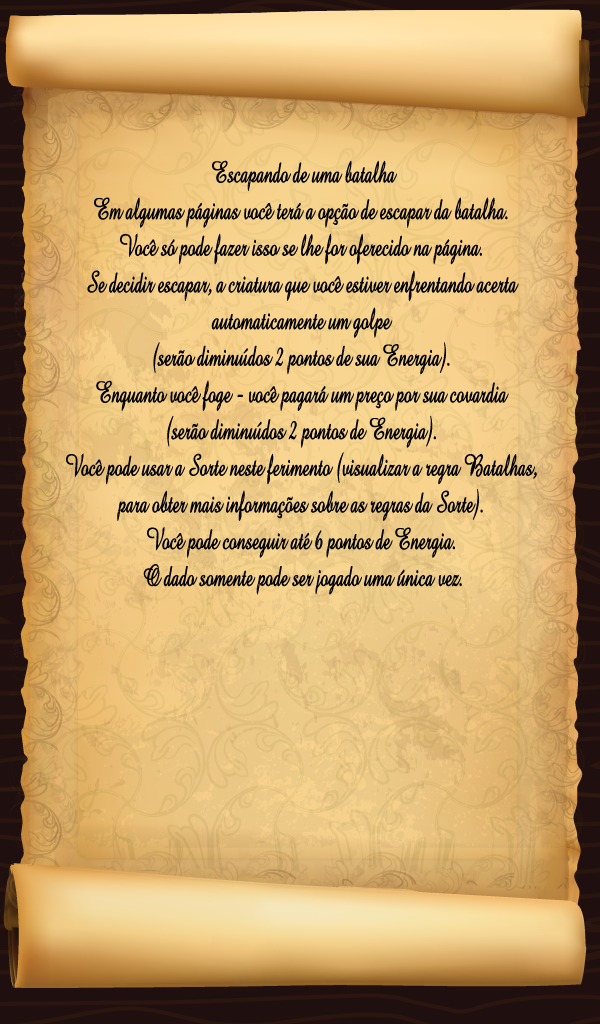 Escapando de uma batalha
Em algumas páginas você terá a opção de escapar da batalha.
Você só pode fazer isso se lhe for oferecido na página.
Se decidir escapar, a criatura que você estiver enfrentando acerta
automaticamente um golpe
(serão diminuídos 2 pontos de sua Energia).
Enquanto você foge - você pagará um preço por sua covardia
(serão diminuídos 2 pontos de Energia).
Você pode usar a Sorte neste ferimento (visualizar a regra Batalhas,
para obter mais informações sobre as regras da Sorte).
Você pode conseguir até 6 pontos de Energia.
O dado somente pode ser jogado uma única vez.